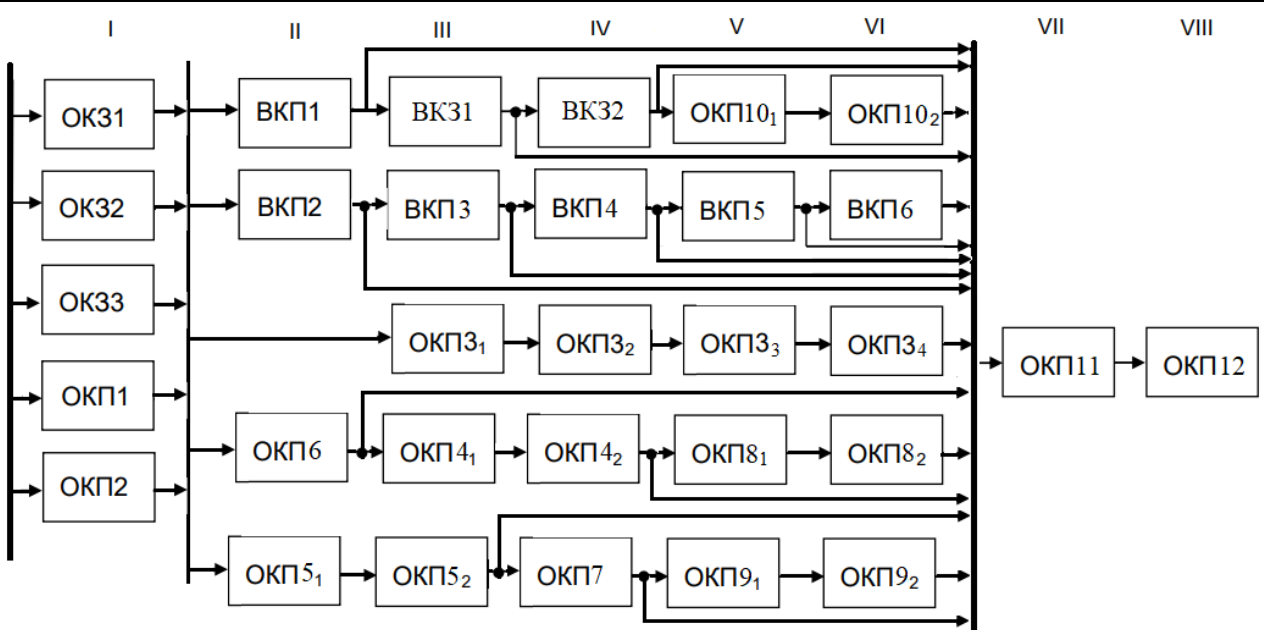 I II III IV V VI VII VIII
ОКЗ1 ВКП1 ВКЗ1 ВКЗ2 ОКП10₁ ОКП10₂
ОКЗ2 ВКП2 ВКП3 ВКП4 ВКП5 ВКП6
ОКЗ3
ОКП3₁ ОКП3₂ ОКП3₃ ОКП3₄
ОКП11 ОКП12
ОКП1
ОКП6 ОКП4₁ ОКП4₂ ОКП8₁ ОКП8₂
ОКП2
ОКП5₁ ОКП5₂ ОКП7 ОКП9₁ ОКП9₂